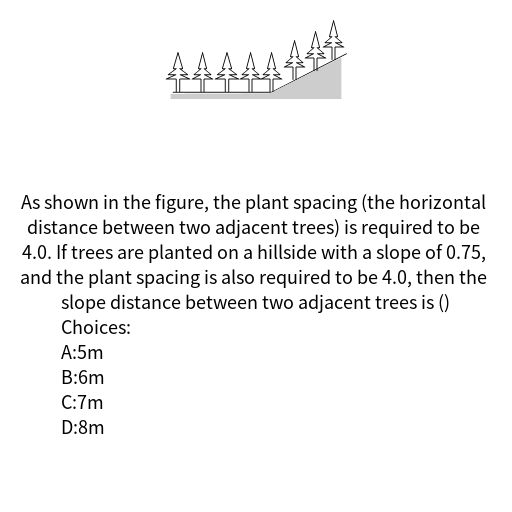 As shown in the figure, the plant spacing (the horizontal
distance between two adjacent trees) is required to be
4.0. If trees are planted on a hillside with a slope of 0.75,
and the plant spacing is also required to be 4.0, then the
slope distance between two adjacent trees is ()
Choices:
A:5m
B:6m
C:7m
D:8m